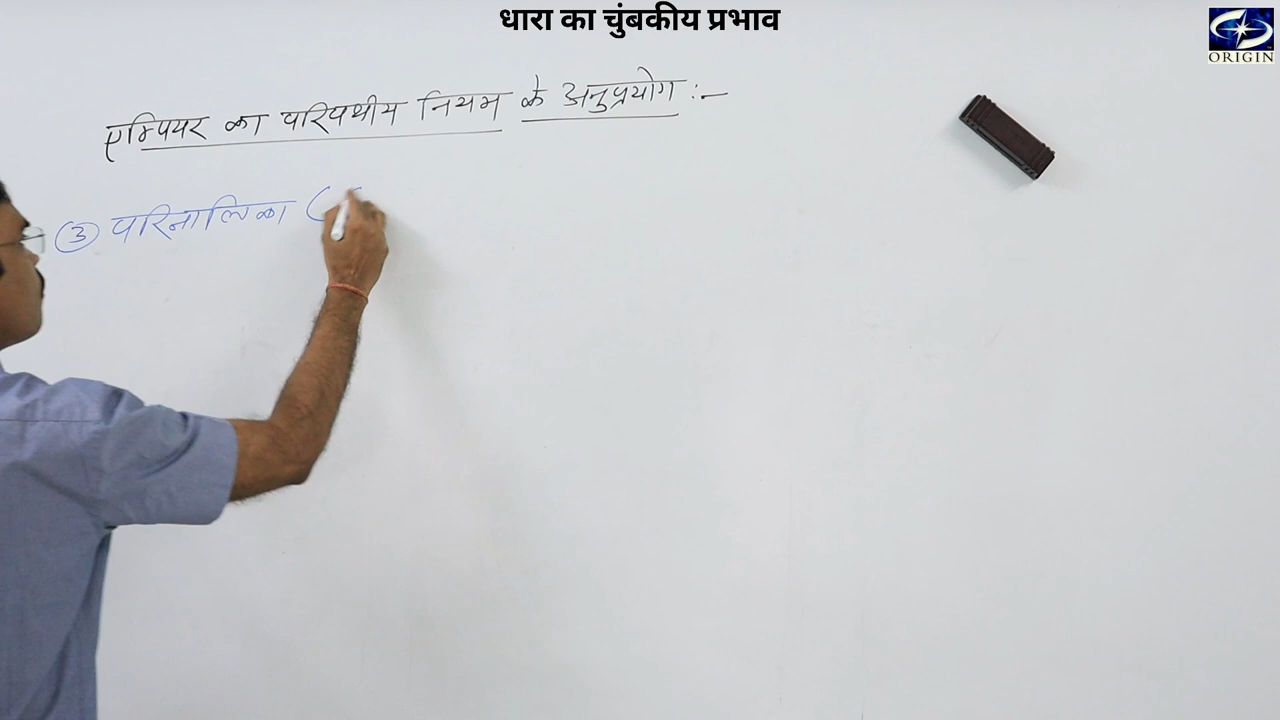 धारा का चुंबकीय प्रभाव
ORIGIN
एम्पियर का परिपथीय नियम के अनुप्रयोग :-
③ परिनालिका (